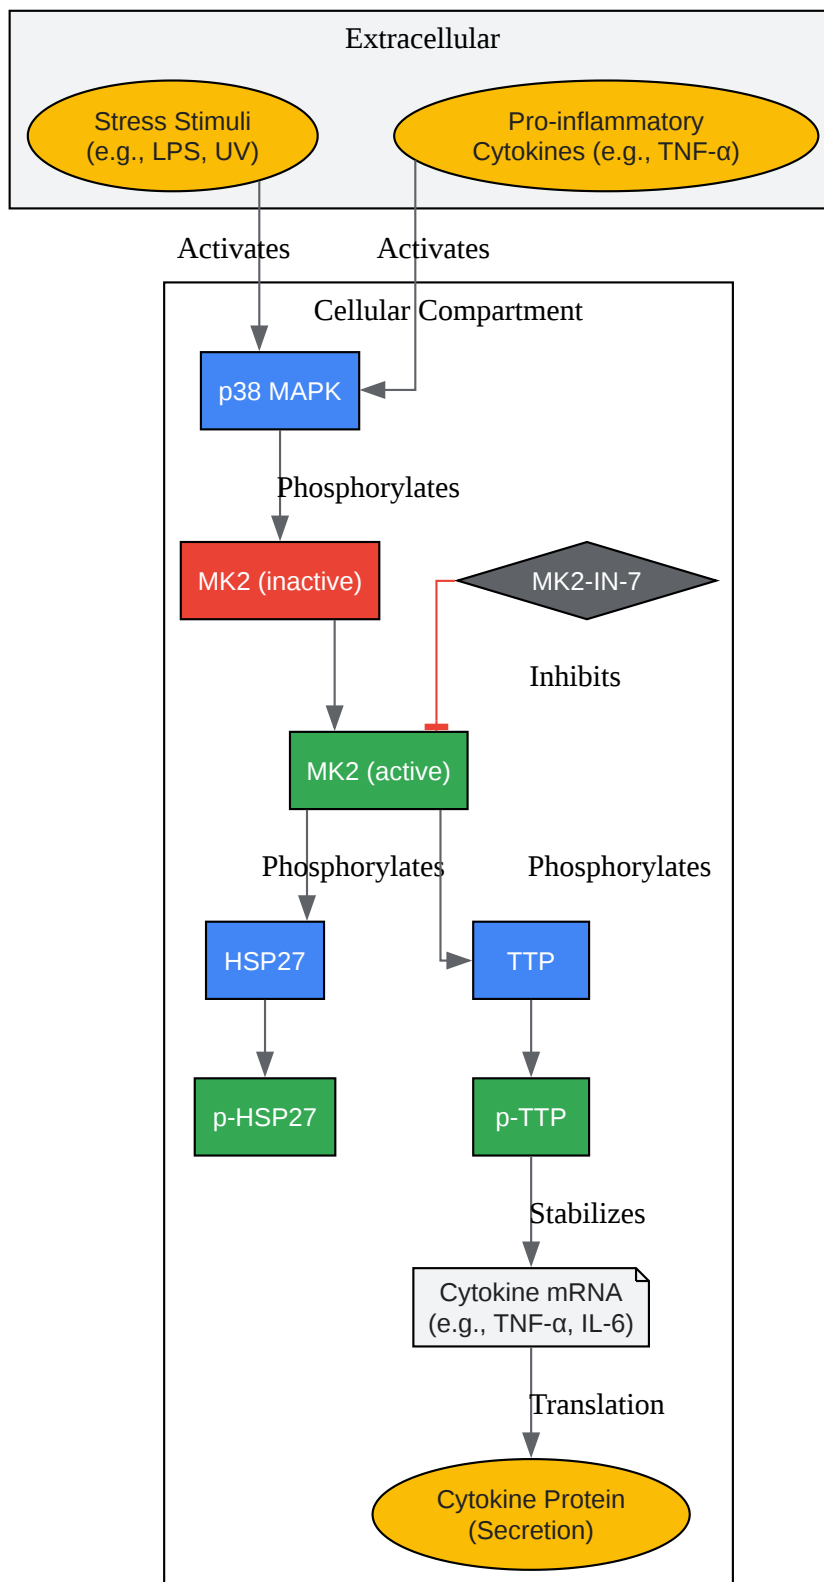 Extracellular
Stress Stimuli
(e.g., LPS, UV)
Pro-inflammatory
Cytokines (e.g., TNF-α)
Activates
Activates
Cellular Compartment
p38 MAPK
Phosphorylates
MK2 (inactive)
MK2-IN-7
Inhibits
MK2 (active)
Phosphorylates
Phosphorylates
HSP27
TTP
p-HSP27
p-TTP
Stabilizes
Cytokine mRNA
(e.g., TNF-α, IL-6)
Translation
Cytokine Protein
(Secretion)